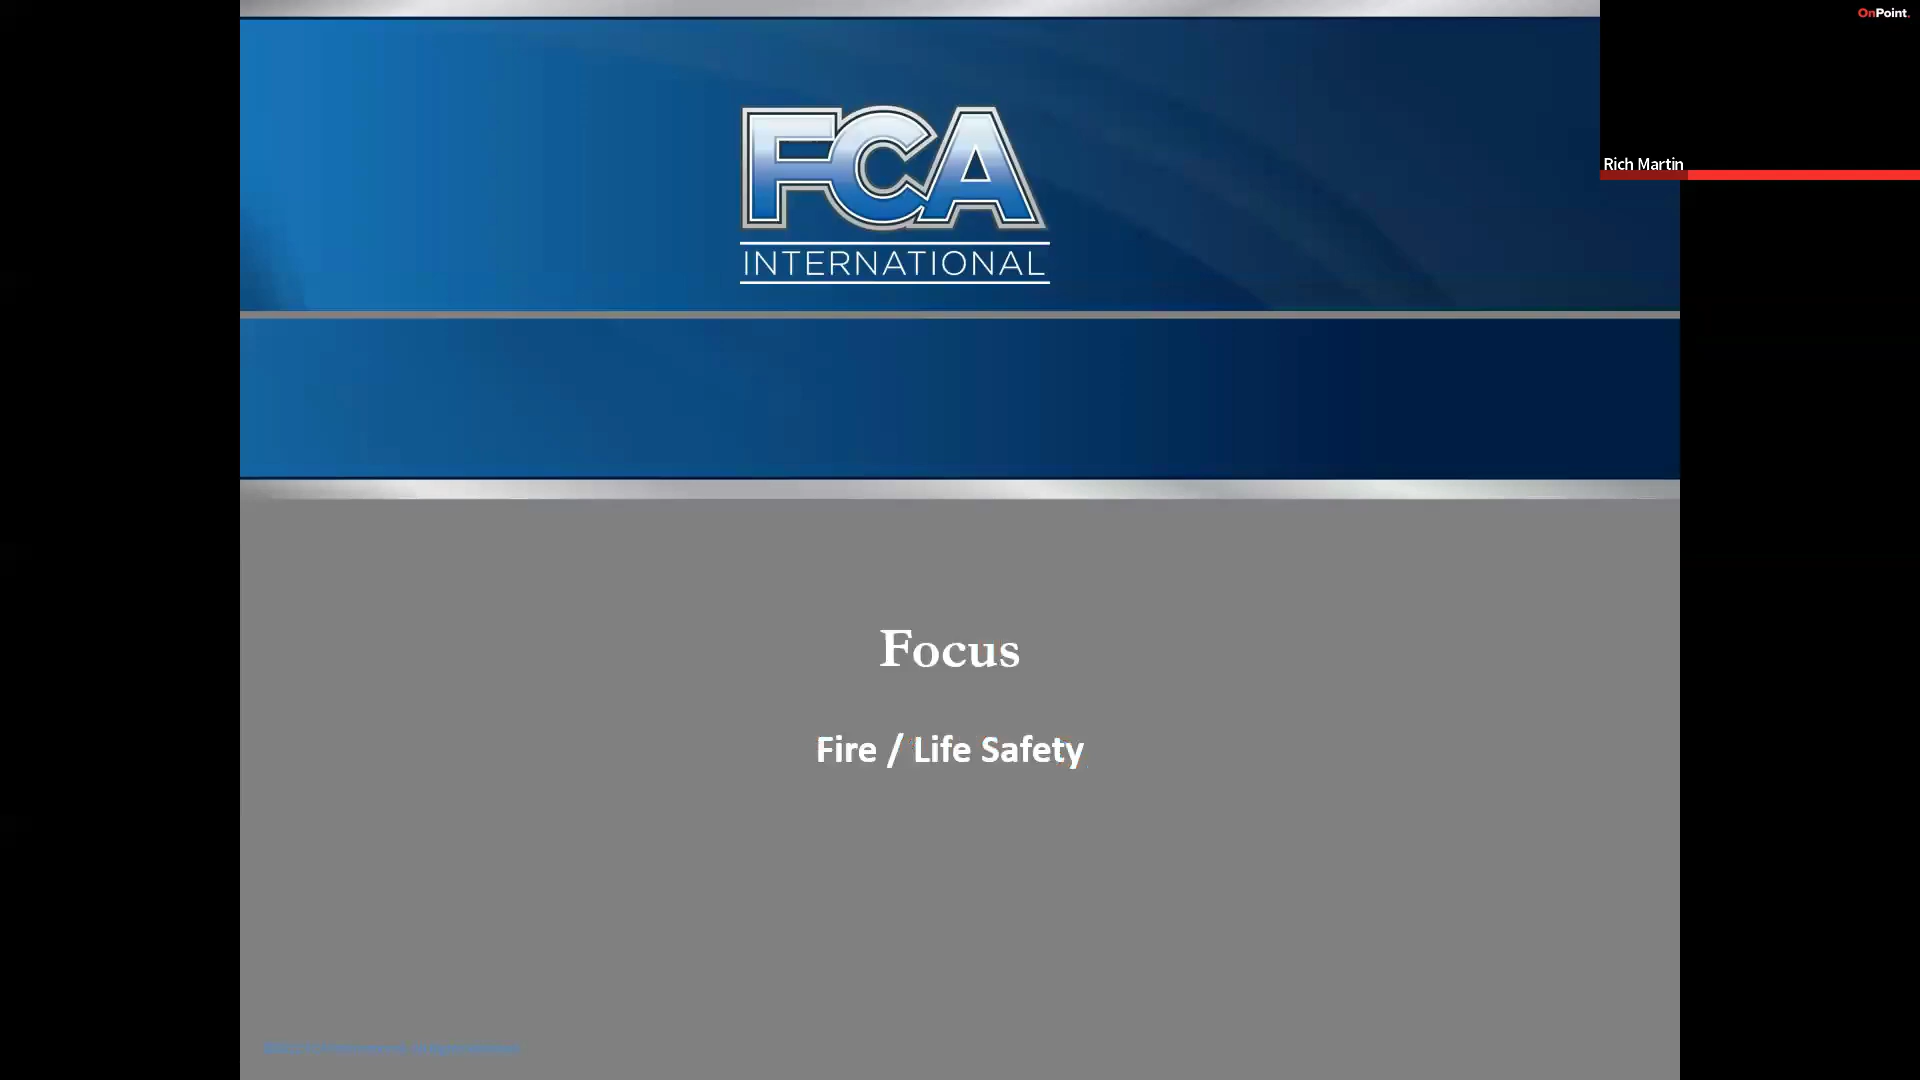 OnPoint.
FCA
INTERNATIONAL
Rich Martin
Focus
Fire / Life Safety